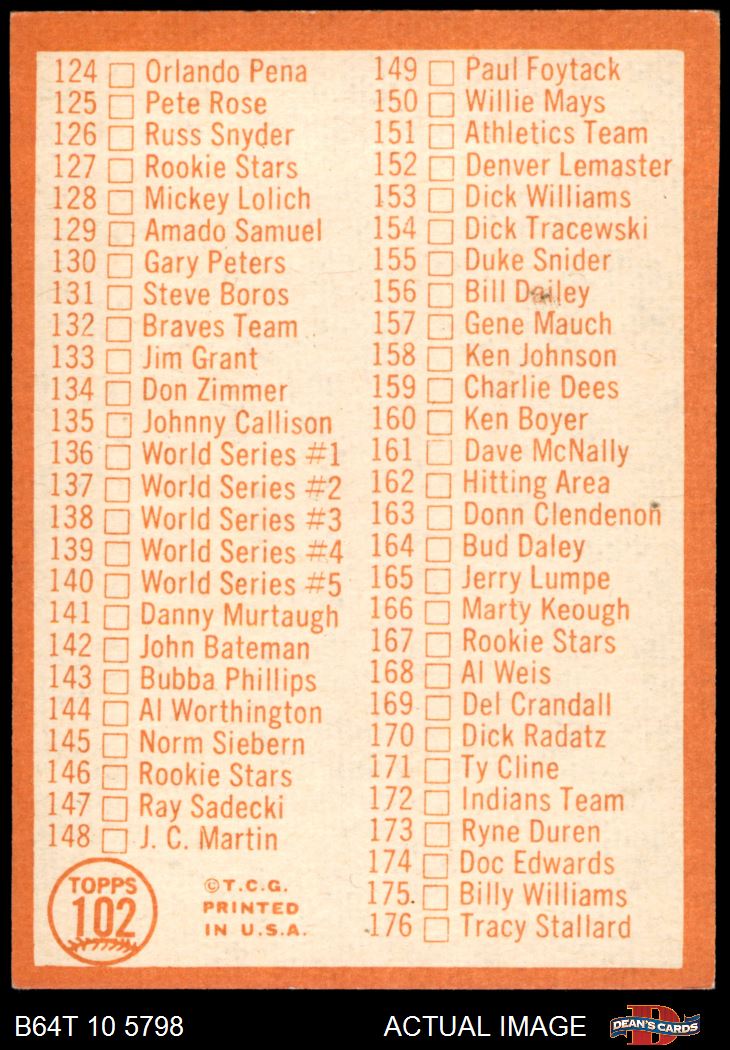 124 Orlando Pena
125 Pete Rose
126 Russ Snyder
127 Rookie Stars
128 Mickey Lolich
129 Amado Samuel
130 Gary Peters
131 Steve Boros
132 Braves Team
133 Jim Grant
134 Don Zimmer
135 Johnny Callison
136 World Series #1
137 World Series #2
138 World Series #3
139 World Series #4
140 World Series #5
141 Danny Murtaugh
142 John Bateman
143 Bubba Phillips
144 Al Worthington
145 Norm Siebern
146 Rookie Stars
147 Ray Sadecki
148 J. C. Martin
149 Paul Foytack
150 Willie Mays
151 Athletics Team
152 Denver Lemaster
153 Dick Williams
154 Dick Tracewski
155 Duke Snider
156 Bill Dailey
157 Gene Mauch
158 Ken Johnson
159 Charlie Dees
160 Ken Boyer
161 Dave McNally
162 Hitting Area
163 Donn Clendenon
164 Bud Daley
165 Jerry Lumpe
166 Marty Keough
167 Rookie Stars
168 Al Weis
169 Del Crandall
170 Dick Radatz
171 Ty Cline
172 Indians Team
173 Ryne Duren
174 Doc Edwards
175 Billy Williams
176 Tracy Stallard
TOPPS
102
© T.C.G.
PRINTED
IN U.S.A.
B64T 10 5798
ACTUAL IMAGE
D
DEAN'S CARDS